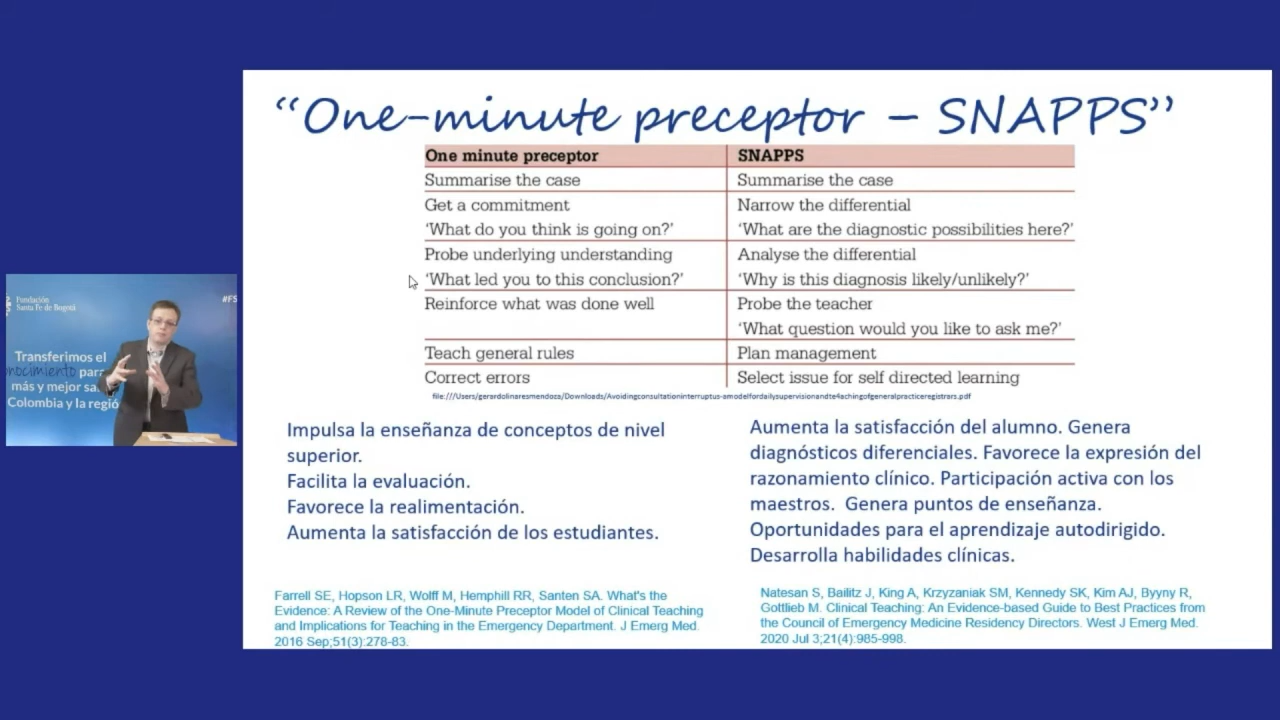 “One-minute preceptor – SNAPPS”
One minute preceptor
SNAPPS
Summarise the case
Summarise the case
Get a commitment
Narrow the differential
‘What do you think is going on?’
‘What are the diagnostic possibilities here?’
Probe underlying understanding
Analyse the differential
‘What led you to this conclusion?’
‘Why is this diagnosis likely/unlikely?’
Reinforce what was done well
Probe the teacher
‘What question would you like to ask me?’
Teach general rules
Plan management
Correct errors
Select issue for self directed learning
file:///Users/gerardolinaresmendoza/Downloads/Avoidingconsultationinterruptus-amodelfordailysupervisionandte4achingofgeneralpracticeregistrars.pdf
Impulsa la enseñanza de conceptos de nivel
superior.
Facilita la evaluación.
Favorece la realimentación.
Aumenta la satisfacción de los estudiantes.
Aumenta la satisfacción del alumno. Genera
diagnósticos diferenciales. Favorece la expresión del
razonamiento clínico. Participación activa con los
maestros. Genera puntos de enseñanza.
Oportunidades para el aprendizaje autodirigido.
Desarrolla habilidades clínicas.
Farrell SE, Hopson LR, Wolff M, Hemphill RR, Santen SA. What's the
Evidence: A Review of the One-Minute Preceptor Model of Clinical Teaching
and Implications for Teaching in the Emergency Department. J Emerg Med.
2016 Sep;51(3):278-83.
Natesan S, Bailitz J, King A, Krzyzaniak SM, Kennedy SK, Kim AJ, Byyny R,
Gottlieb M. Clinical Teaching: An Evidence-based Guide to Best Practices from
the Council of Emergency Medicine Residency Directors. West J Emerg Med.
2020 Jul 3;21(4):985-998.
Fundación
Santa Fe de Bogotá
#FS
Transferimos el
onocimiento para
más y mejor sa
Colombia y la regió